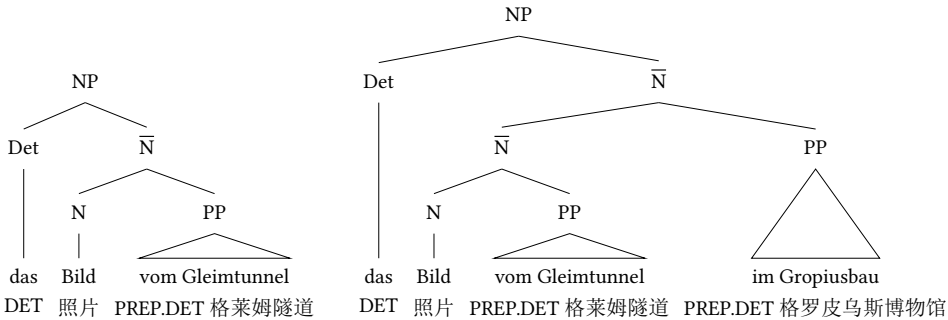 NP
NP
Det
N̅
Det
N̅
N̅
PP
N
PP
N
PP
das Bild vom Gleimtunnel
das Bild vom Gleimtunnel im Gropiusbau
DET 照片 PREP.DET 格莱姆隧道
DET 照片 PREP.DET 格莱姆隧道 PREP.DET 格罗皮乌斯博物馆